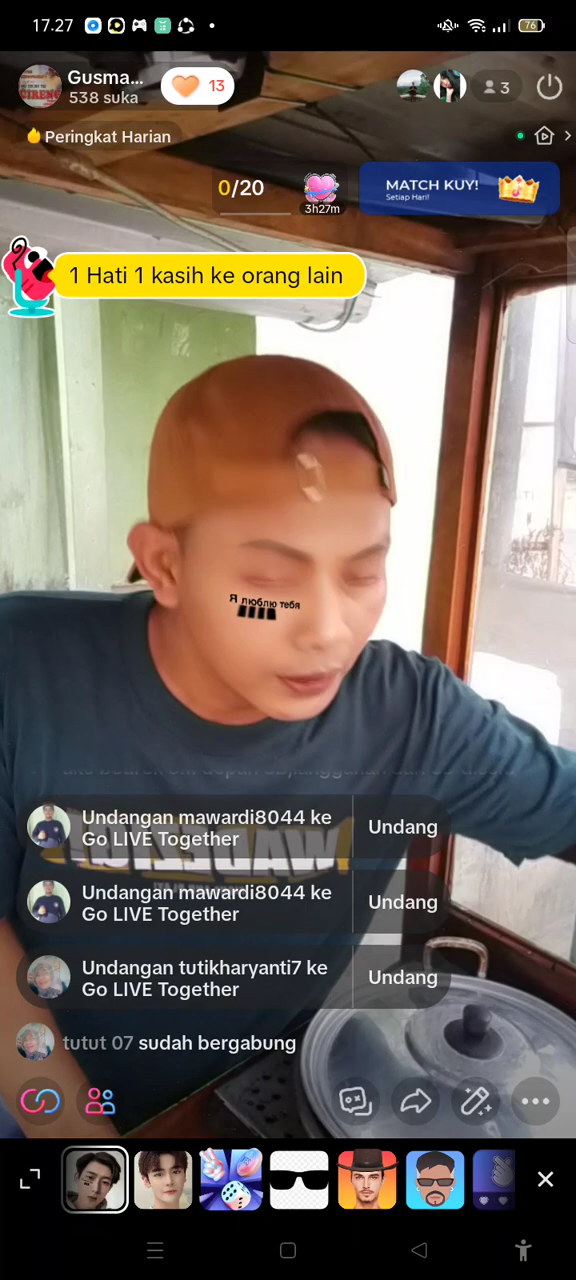 17.27
76
Gusma...
538 suka
13
3
Peringkat Harian
0/20
3h27m
MATCH KUY!
Setiap Hari!
1 Hati 1 kasih ke orang lain
Я люблю тебя
Undangan mawardi8044 ke
Go LIVE Together
Undang
Undangan mawardi8044 ke
Go LIVE Together
Undang
Undangan tutikharyanti7 ke
Go LIVE Together
Undang
tutut 07 sudah bergabung